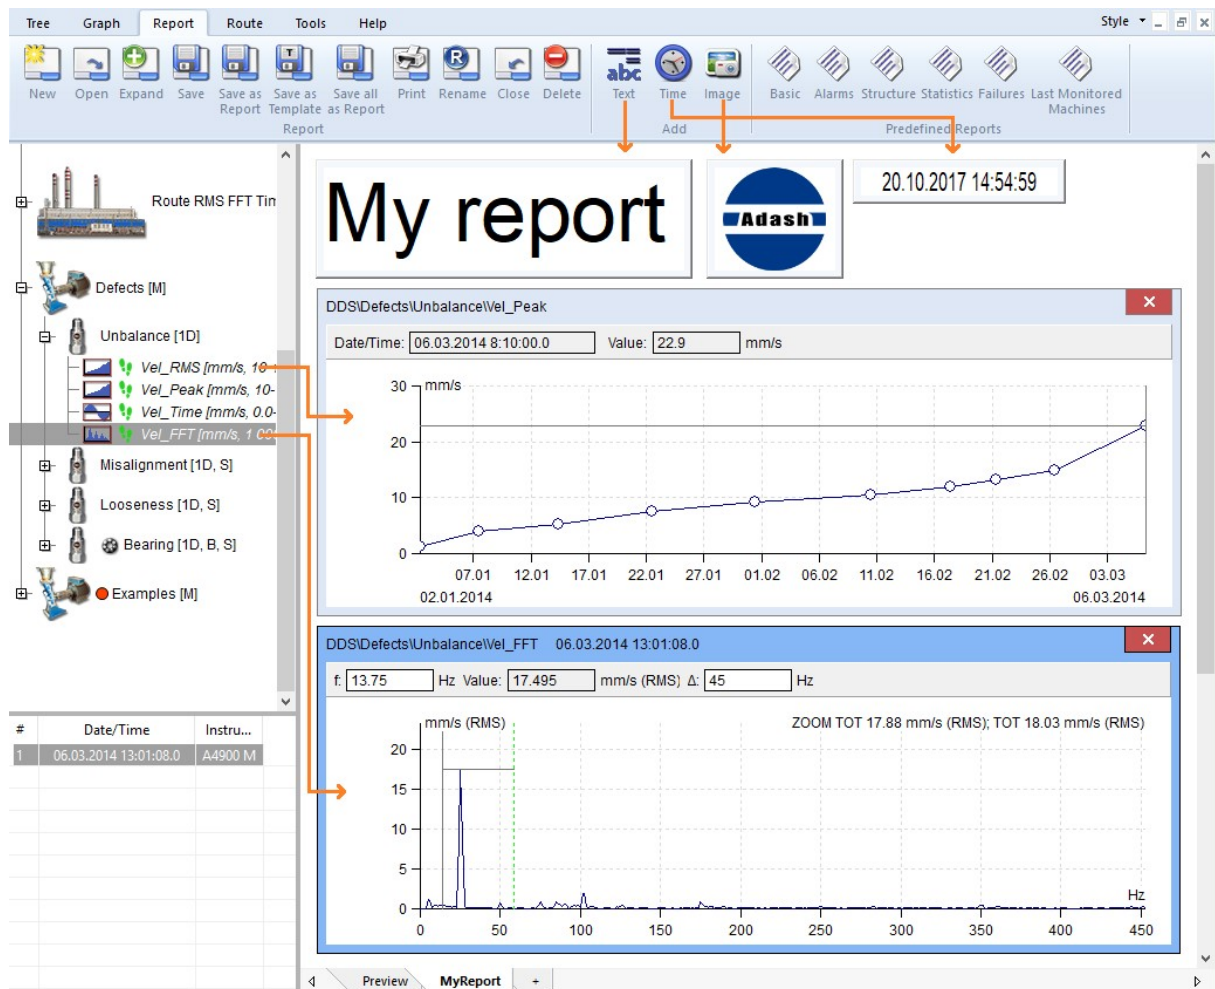 Tree Graph Report Route Tools Help Style
New Open Expand Save Save as Report Save as Template Save all as Report Print Rename Close Delete Text Time Image Basic Alarms Structure Statistics Failures Last Monitored Machines
Report Add Predefined Reports
Route RMS FFT Tim
Defects [M]
Unbalance [1D]
Vel_RMS [mm/s, 10-
Vel_Peak [mm/s, 10-
Vel_Time [mm/s, 0.0-
Vel_FFT [mm/s, 1 00
Misalignment [1D, S]
Looseness [1D, S]
Bearing [1D, B, S]
Examples [M]
# Date/Time Instru...
1 06.03.2014 13:01:08.0 A4900 M
My report
Adash
20.10.2017 14:54:59
DDS\Defects\Unbalance\Vel_Peak
Date/Time: 06.03.2014 8:10:00.0 Value: 22.9 mm/s
mm/s
30
20
10
0
07.01 12.01 17.01 22.01 27.01 01.02 06.02 11.02 16.02 21.02 26.02 03.03
02.01.2014 06.03.2014
DDS\Defects\Unbalance\Vel_FFT 06.03.2014 13:01:08.0
f: 13.75 Hz Value: 17.495 mm/s (RMS) Δ: 45 Hz
mm/s (RMS) ZOOM TOT 17.88 mm/s (RMS); TOT 18.03 mm/s (RMS)
20
15
10
5
0
Hz
0 50 100 150 200 250 300 350 400 450
Preview MyReport +